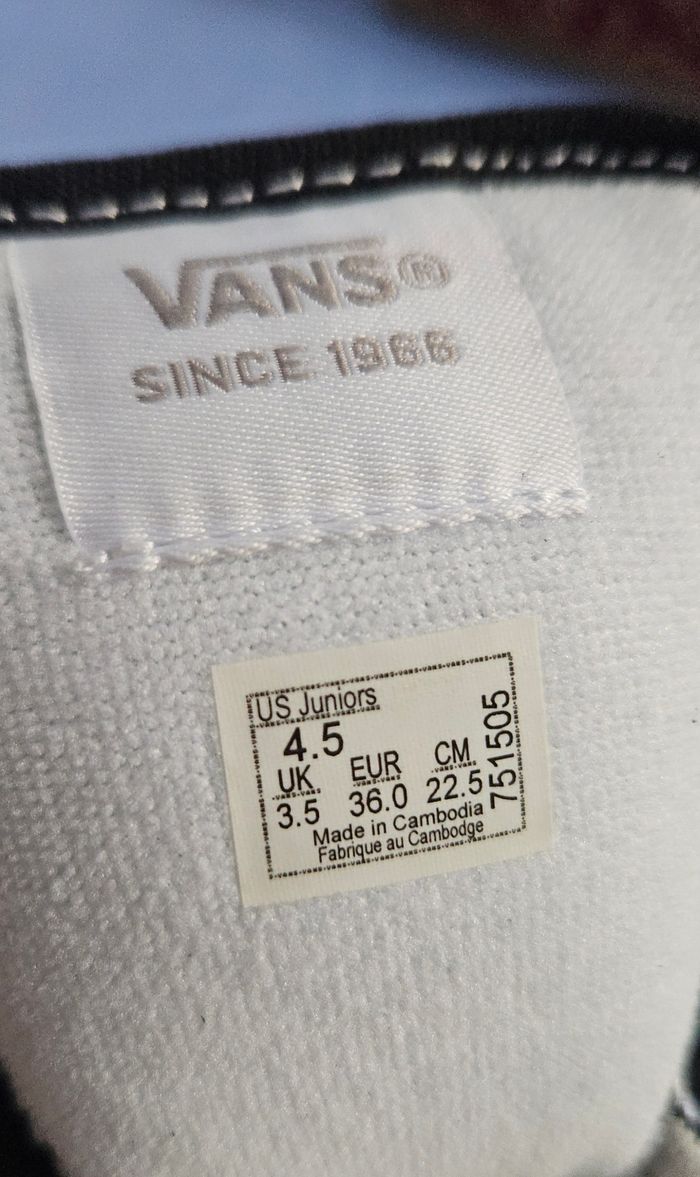 VANS®
SINCE 1966
US Juniors
4.5
UK EUR CM
3.5 36.0 22.5
Made in Cambodia
Fabrique au Cambodge
751505